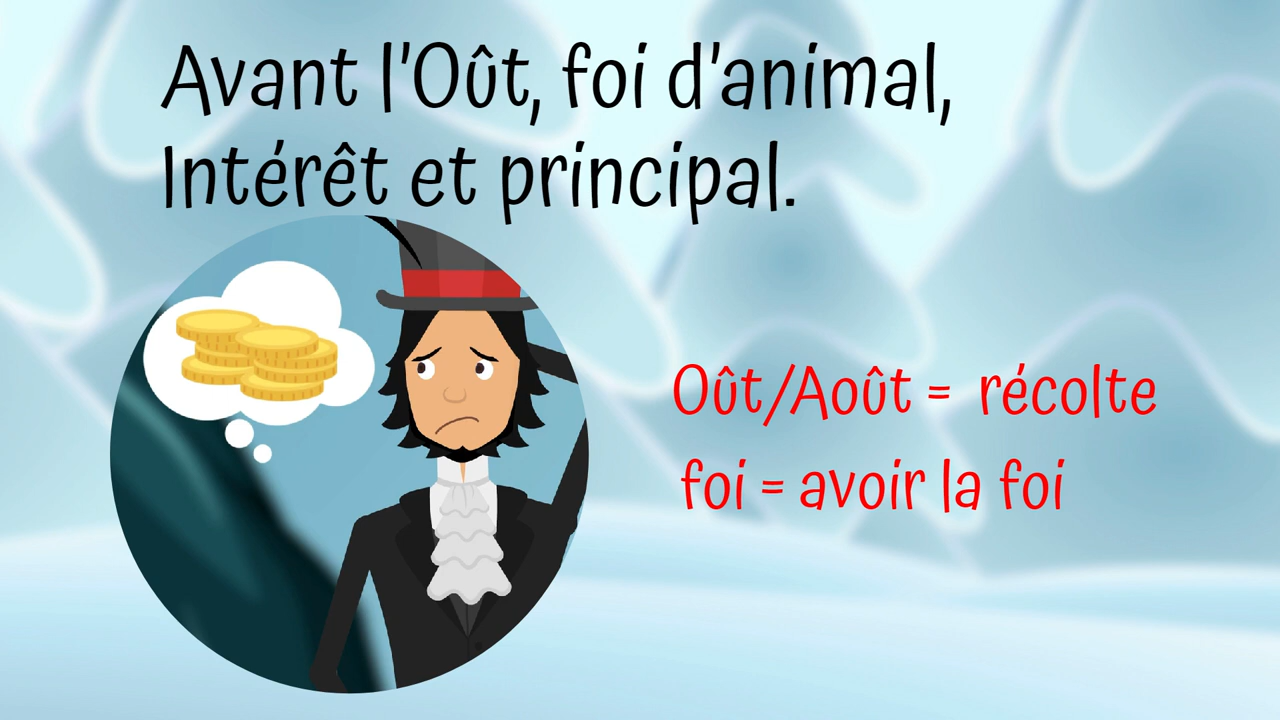 Avant l'Oût, foi d'animal,
Intérêt et principal.
Oût/Août = récolte
foi = avoir la foi